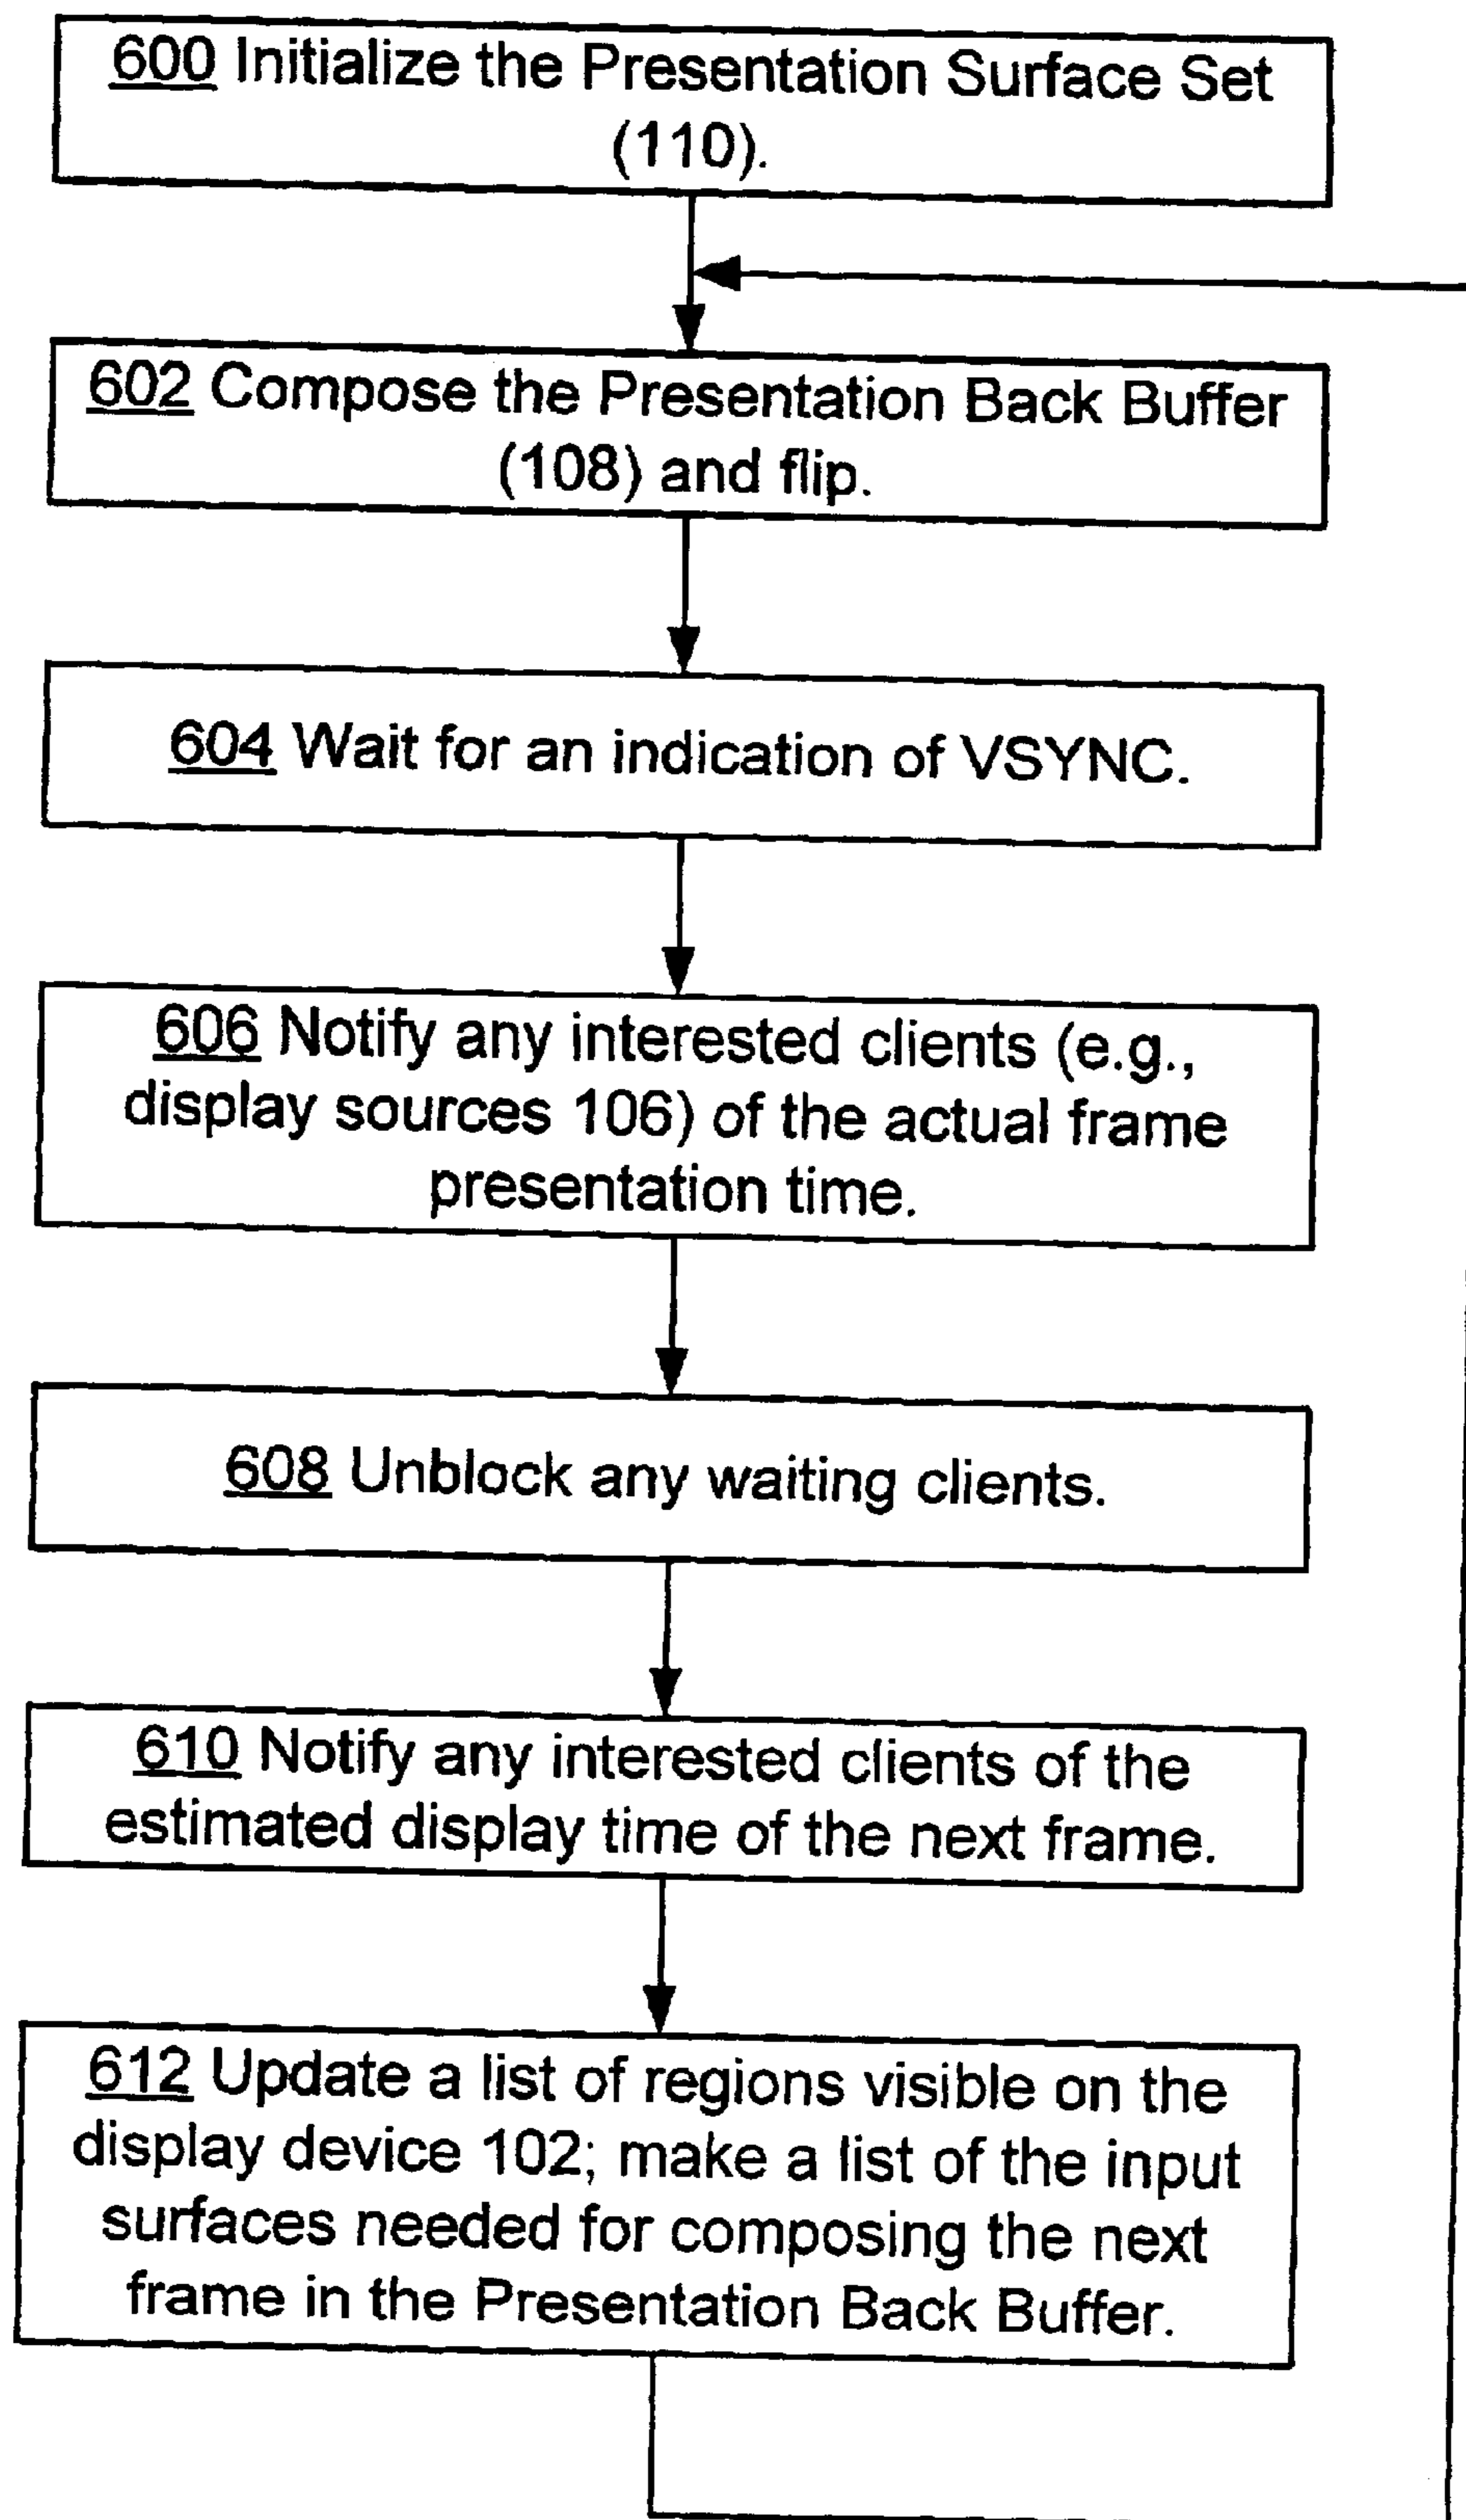 600 Initialize the Presentation Surface Set
(110).
602 Compose the Presentation Back Buffer
(108) and flip.
604 Wait for an indication of VSYNC.
606 Notify any interested clients (e.g.,
display sources 106) of the actual frame
presentation time.
608 Unblock any waiting clients.
610 Notify any interested clients of the
estimated display time of the next frame.
612 Update a list of regions visible on the
display device 102; make a list of the input
surfaces needed for composing the next
frame in the Presentation Back Buffer.